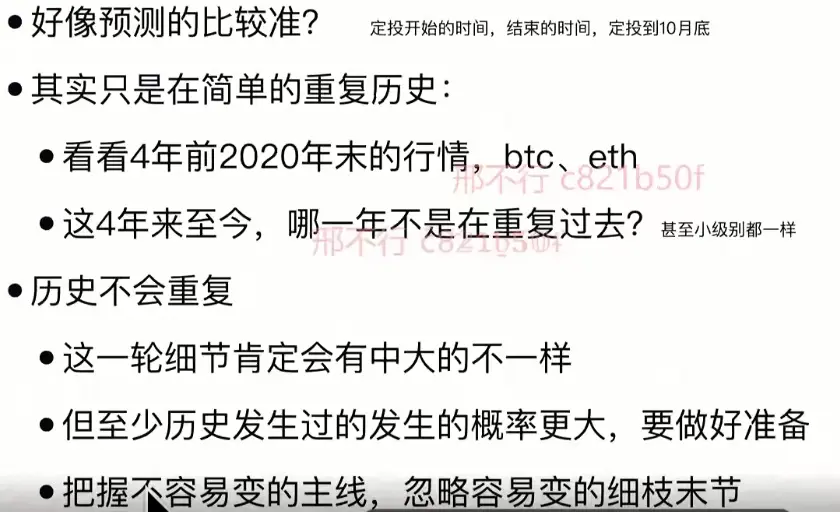 • 好像预测的比较准？ 定投开始的时间，结束的时间，定投到10月底
• 其实只是在简单的重复历史：
• 看看4年前2020年末的行情，btc、eth
邢不行 c821b50f
• 这4年来至今，哪一年不是在重复过去？ 甚至小级别都一样
邢不行 c821b50f
• 历史不会重复
• 这一轮细节肯定会有中大的不一样
• 但至少历史发生过的发生的概率更大，要做好准备
• 把握不容易变的主线，忽略容易变的细枝末节